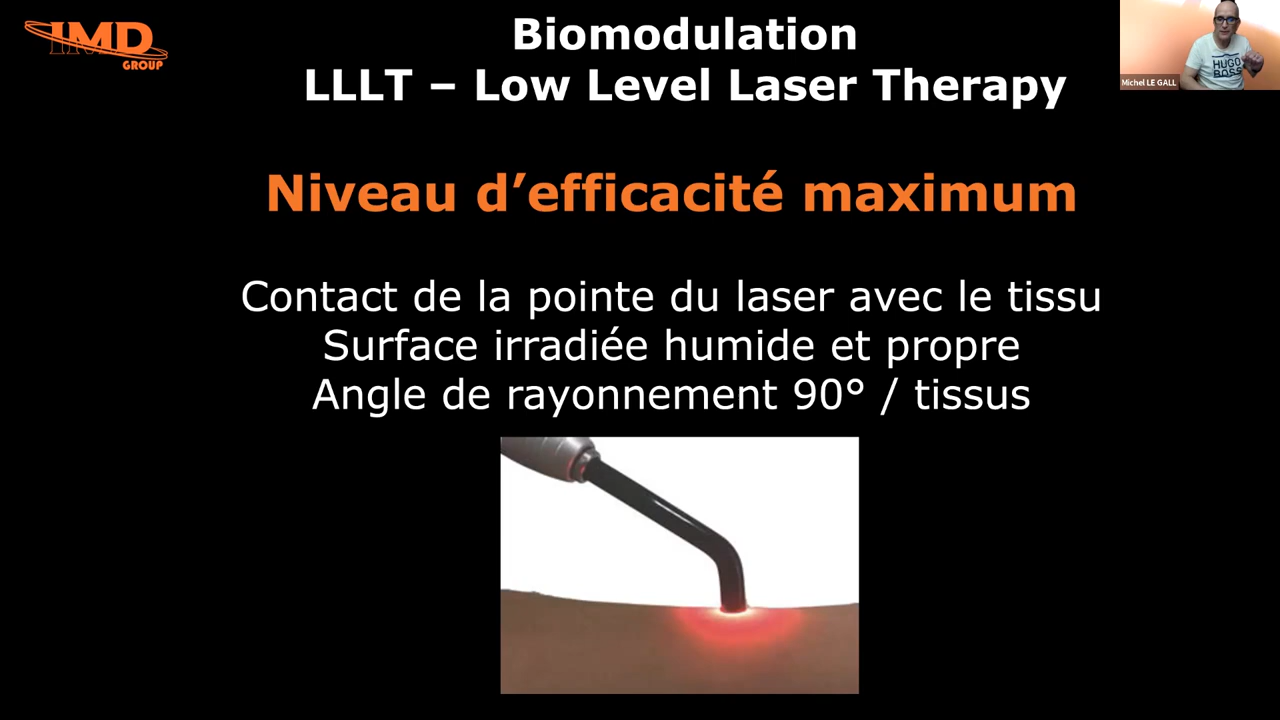 IMD
GROUP
Biomodulation
LLLT – Low Level Laser Therapy
Michel LE GALL
HUGO
BOSS
Niveau d’efficacité maximum
Contact de la pointe du laser avec le tissu
Surface irradiée humide et propre
Angle de rayonnement 90° / tissus